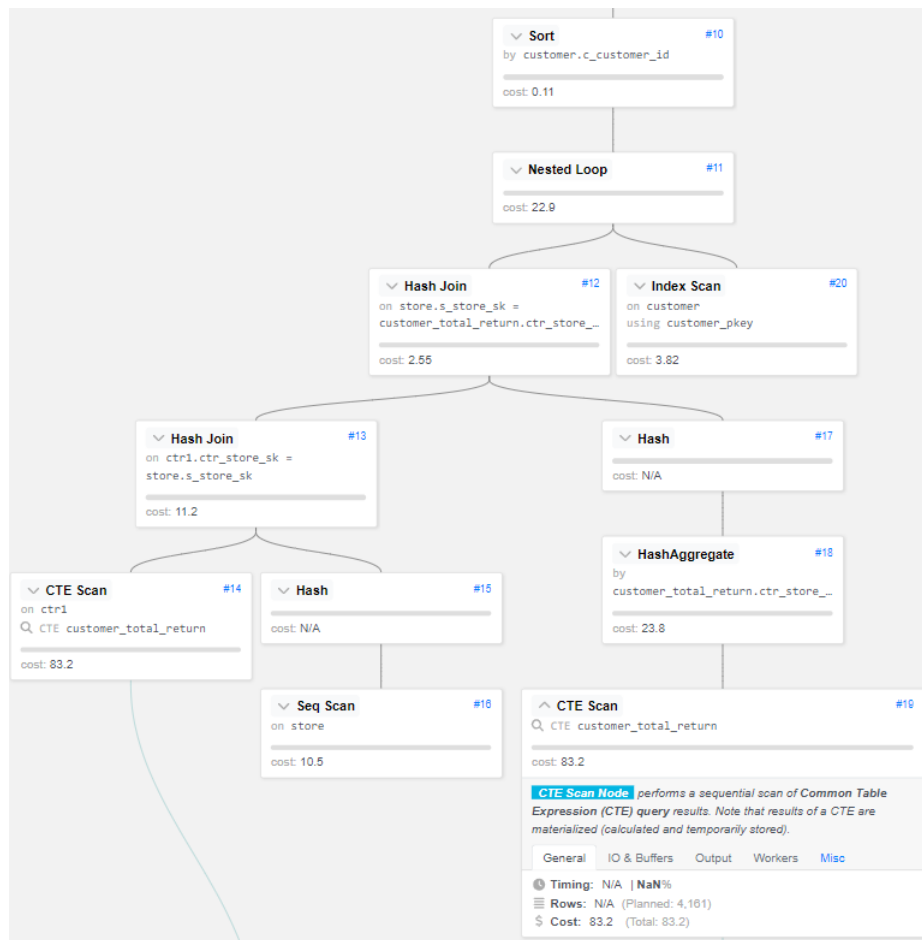 Sort #10
by customer.c_customer_id
cost: 0.11
Nested Loop #11
cost: 22.9
Hash Join #12
on store.s_store_sk =
customer_total_return.ctr_store_…
cost: 2.55
Index Scan #20
on customer
using customer_pkey
cost: 3.82
Hash Join #13
on ctr1.ctr_store_sk =
store.s_store_sk
cost: 11.2
Hash #17
cost: N/A
CTE Scan #14
on ctr1
CTE customer_total_return
cost: 83.2
Hash #15
cost: N/A
HashAggregate #18
by
customer_total_return.ctr_store_…
cost: 23.8
Seq Scan #16
on store
cost: 10.5
CTE Scan #19
CTE customer_total_return
cost: 83.2
CTE Scan Node performs a sequential scan of Common Table
Expression (CTE) query results. Note that results of a CTE are
materialized (calculated and temporarily stored).
General IO & Buffers Output Workers Misc
Timing: N/A | NaN%
Rows: N/A (Planned: 4,161)
$ Cost: 83.2 (Total: 83.2)